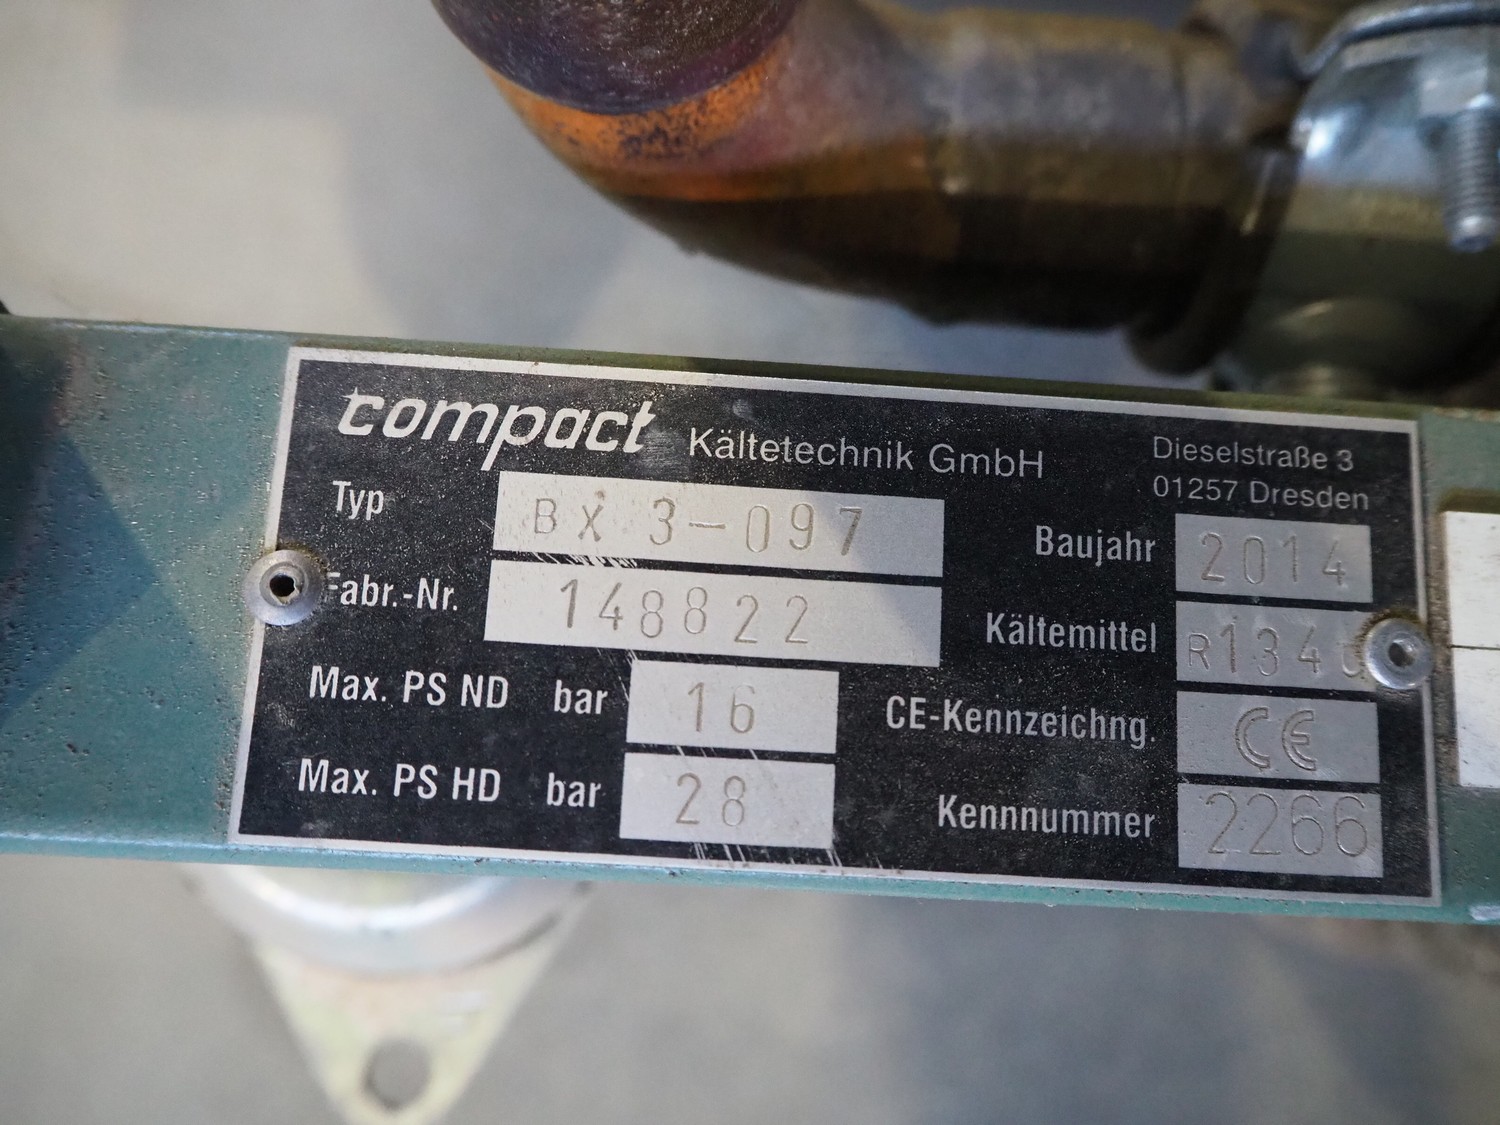 compact Kältetechnik GmbH
Dieselstraße 3
01257 Dresden
Typ BX 3-097
Baujahr 2014
Fabr.-Nr. 148822
Kältemittel R134a
Max. PS ND bar 16
CE-Kennzeichng. CE
Max. PS HD bar 28
Kennnummer 2266